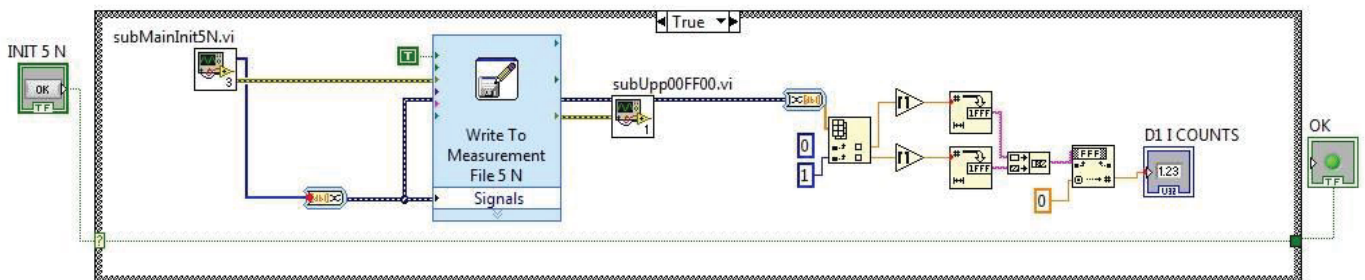 True
subMainInit5N.vi
INIT 5 N
OK
TF
3
T
Write To
Measurement
File 5 N
Signals
subUpp00FF00.vi
1
0
1
#
1FFF
#
1FFF
FFF
#
0
D1 I COUNTS
1.23
U32
OK
TF
?